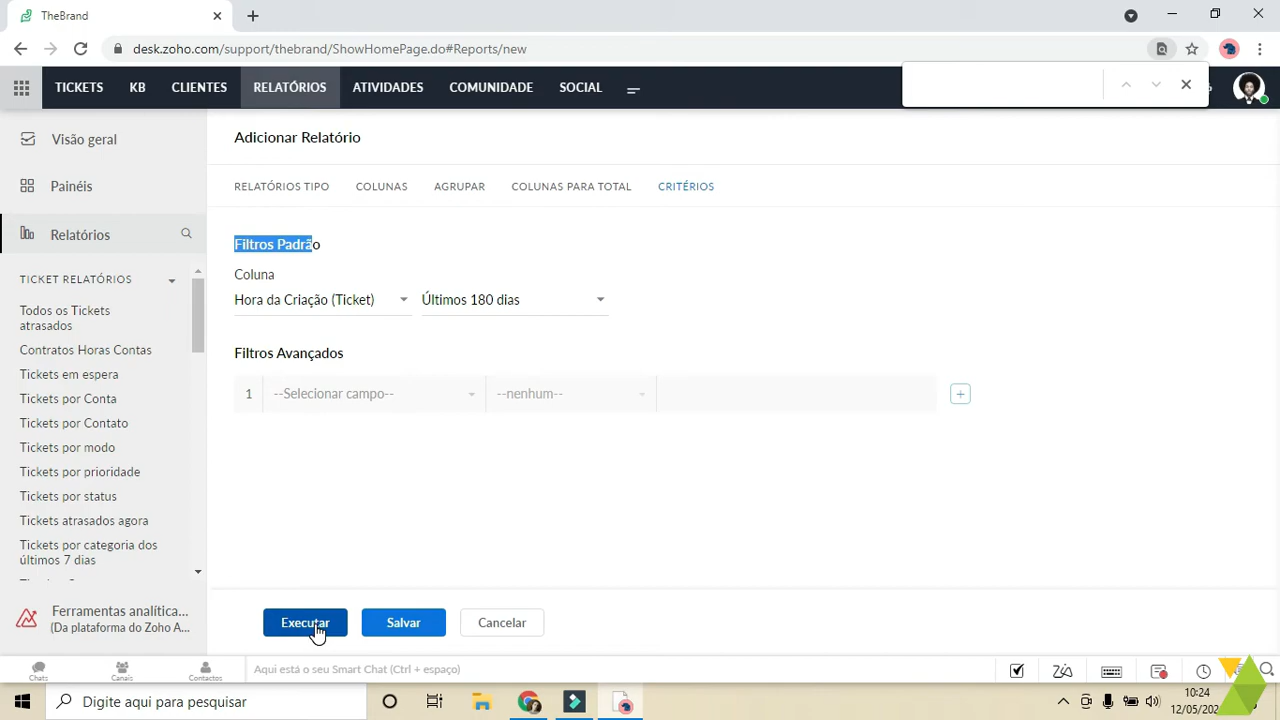 TheBrand
desk.zoho.com/support/thebrand/ShowHomePage.do#Reports/new
TICKETS KB CLIENTES RELATÓRIOS ATIVIDADES COMUNIDADE SOCIAL
Visão geral
Painéis
Relatórios
TICKET RELATÓRIOS
Todos os Tickets
atrasados
Contratos Horas Contas
Tickets em espera
Tickets por Conta
Tickets por Contato
Tickets por modo
Tickets por prioridade
Tickets por status
Tickets atrasados agora
Tickets por categoria dos
últimos 7 dias
Ferramentas analítica...
(Da plataforma do Zoho A...
Adicionar Relatório
RELATÓRIOS TIPO COLUNAS AGRUPAR COLUNAS PARA TOTAL CRITÉRIOS
Filtros Padrão
Coluna
Hora da Criação (Ticket) Últimos 180 dias
Filtros Avançados
1 --Selecionar campo-- --nenhum-- +
Executar Salvar Cancelar
Chats Canais Contactos Aqui está o seu Smart Chat (Ctrl + espaço)
Digite aqui para pesquisar
10:24
12/05/202